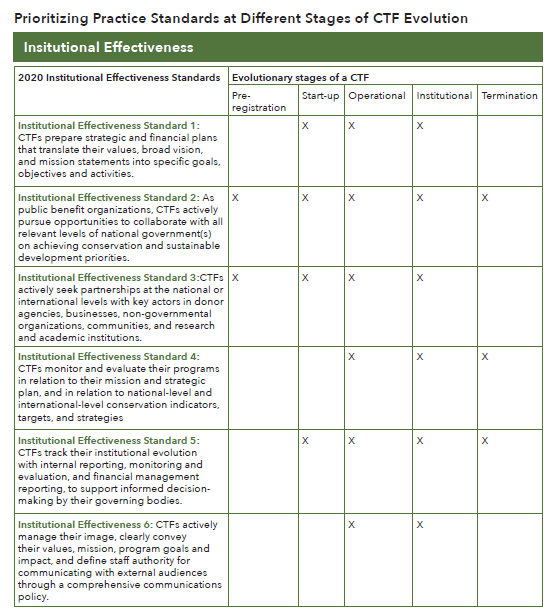 Prioritizing Practice Standards at Different Stages of CTF Evolution
Insitutional Effectiveness
2020 Institutional Effectiveness Standards
Evolutionary stages of a CTF
Pre-
registration
Start-up
Operational
Institutional
Termination
Institutional Effectiveness Standard 1:
CTFs prepare strategic and financial plans
that translate their values, broad vision,
and mission statements into specific goals,
objectives and activities.
X X X
Institutional Effectiveness Standard 2: As
public benefit organizations, CTFs actively
pursue opportunities to collaborate with all
relevant levels of national government(s)
on achieving conservation and sustainable
development priorities.
X X X X X
Institutional Effectiveness Standard 3:CTFs
actively seek partnerships at the national or
international levels with key actors in donor
agencies, businesses, non-governmental
organizations, communities, and research
and academic institutions.
X X X X
Institutional Effectiveness Standard 4:
CTFs monitor and evaluate their programs
in relation to their mission and strategic
plan, and in relation to national-level and
international-level conservation indicators,
targets, and strategies
X X X
Institutional Effectiveness Standard 5:
CTFs track their institutional evolution
with internal reporting, monitoring and
evaluation, and financial management
reporting, to support informed decision-
making by their governing bodies.
X X X X
Institutional Effectiveness 6: CTFs actively
manage their image, clearly convey
their values, mission, program goals and
impact, and define staff authority for
communicating with external audiences
through a comprehensive communications
policy.
X X